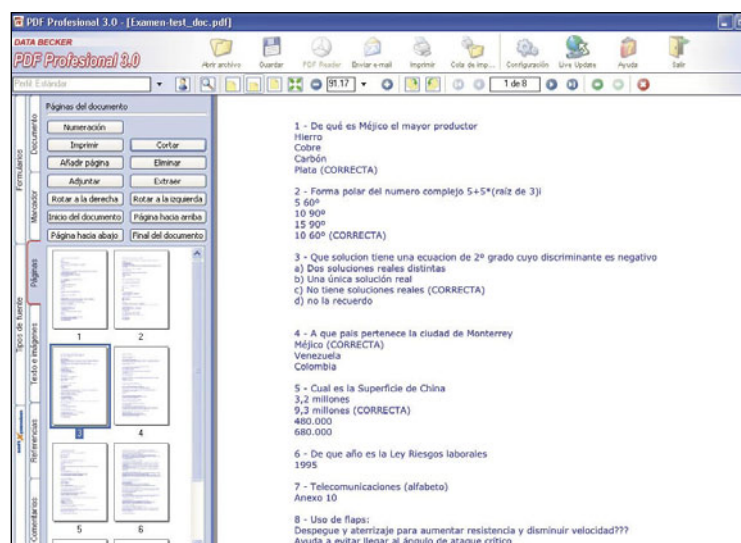 PDF Profesional 3.0 - [Examen-test_doc.pdf]
DATA BECKER
PDF Profesional 3.0
Abrir archivo
Guardar
PDF Reader
Enviar e-mail
Imprimir
Cola de imp...
Configuración
Live Update
Ayuda
Salir
Perfil Estándar
91.17
1 de 8
Formularios
Tipos de fuente
Documento
Marcador
Páginas
Texto e imágenes
Referencias
Comentarios
Páginas del documento
Numeración
Imprimir Cortar
Añadir página Eliminar
Adjuntar Extraer
Rotar a la derecha Rotar a la izquierda
Inicio del documento Página hacia arriba
Página hacia abajo Final del documento
1 2
3 4
5 6
1 - De qué es Méjico el mayor productor
Hierro
Cobre
Carbón
Plata (CORRECTA)
2 - Forma polar del numero complejo 5+5*(raíz de 3)i
5 60º
10 90º
15 90º
10 60º (CORRECTA)
3 - Que solucion tiene una ecuacion de 2º grado cuyo discriminante es negativo
a) Dos soluciones reales distintas
b) Una única solución real
c) No tiene soluciones reales (CORRECTA)
d) no la recuerdo
4 - A que pais pertenece la ciudad de Monterrey
Méjico (CORRECTA)
Venezuela
Colombia
5 - Cual es la Superficie de China
3,2 millones
9,3 millones (CORRECTA)
480.000
680.000
6 - De que año es la Ley Riesgos laborales
1995
7 - Telecomunicaciones (alfabeto)
Anexo 10
8 - Uso de flaps:
Despegue y aterrizaje para aumentar resistencia y disminuir velocidad???
Ayuda a evitar llegar al ángulo de ataque crítico